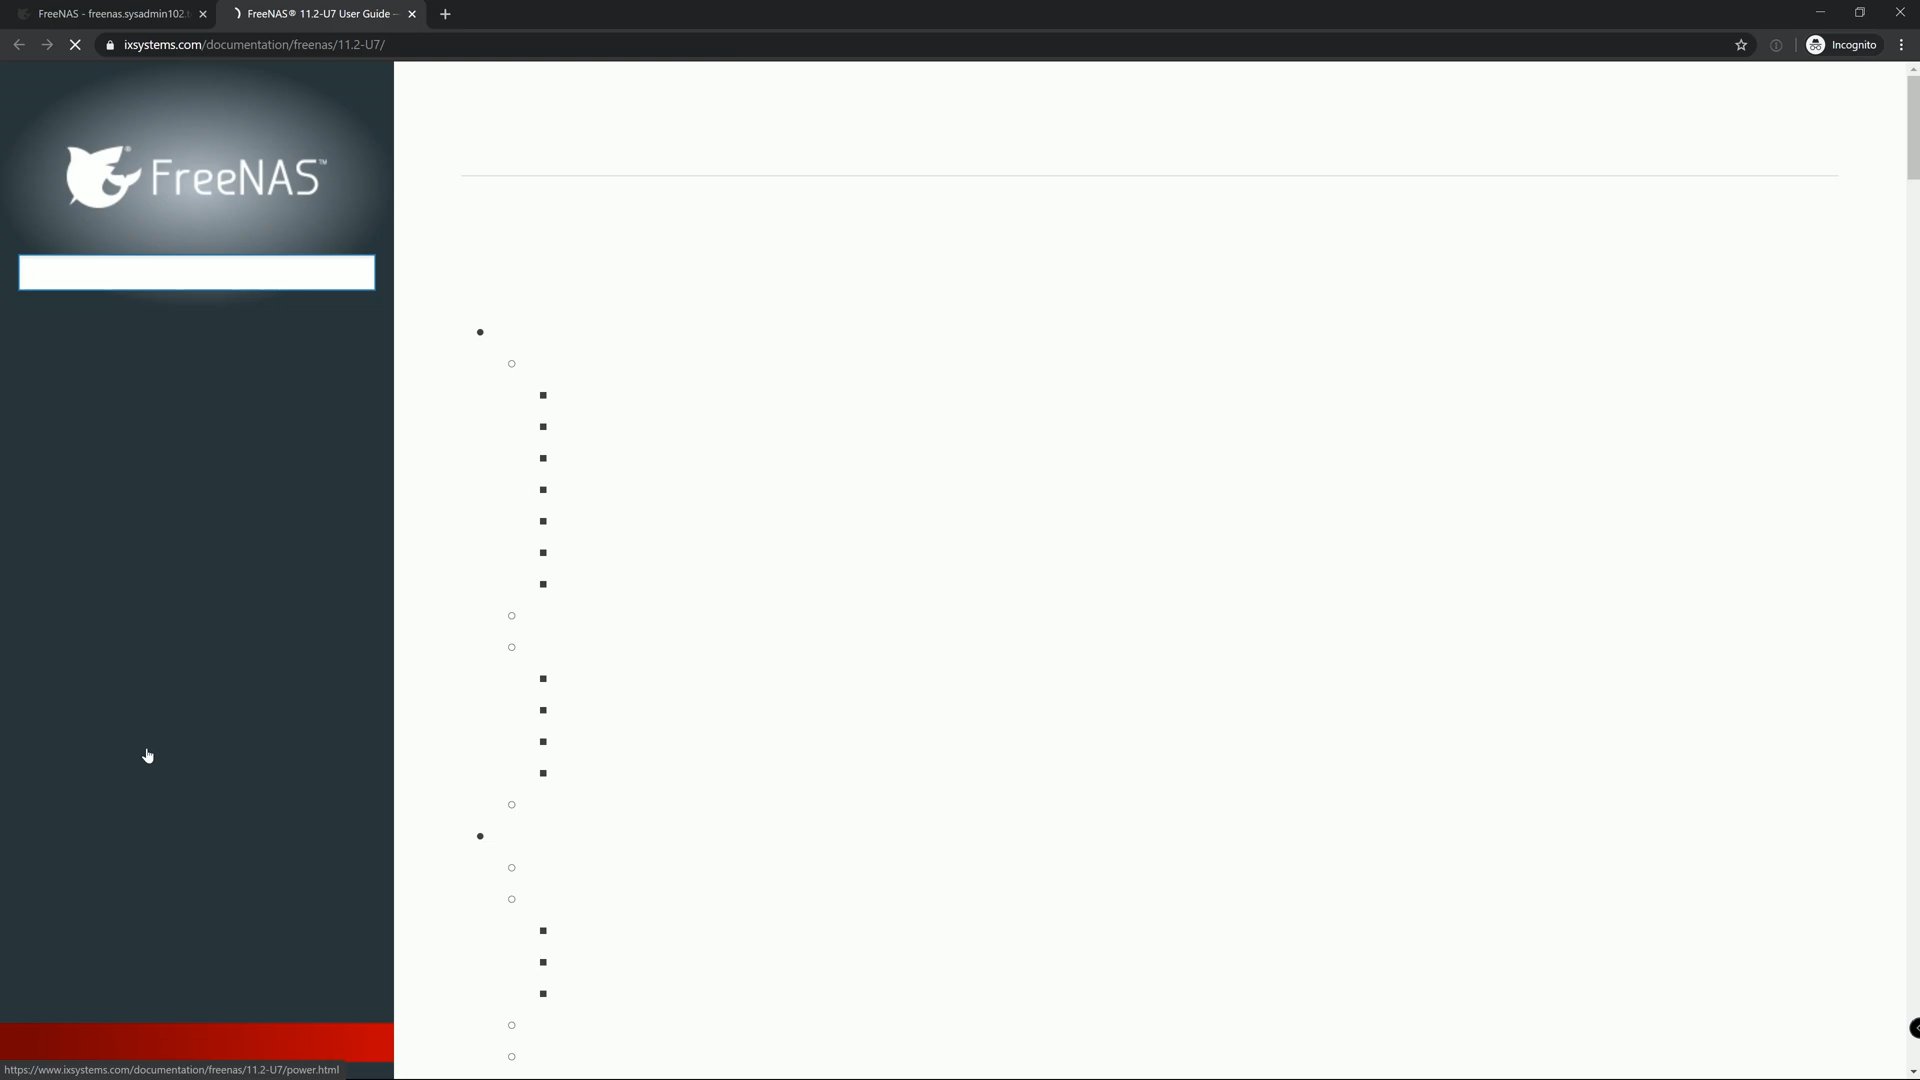 FreeNAS - freenas.sysadmin102.
FreeNAS® 11.2-U7 User Guide –
ixsystems.com/documentation/freenas/11.2-U7/
Incognito
FreeNAS™
https://www.ixsystems.com/documentation/freenas/11.2-U7/power.html